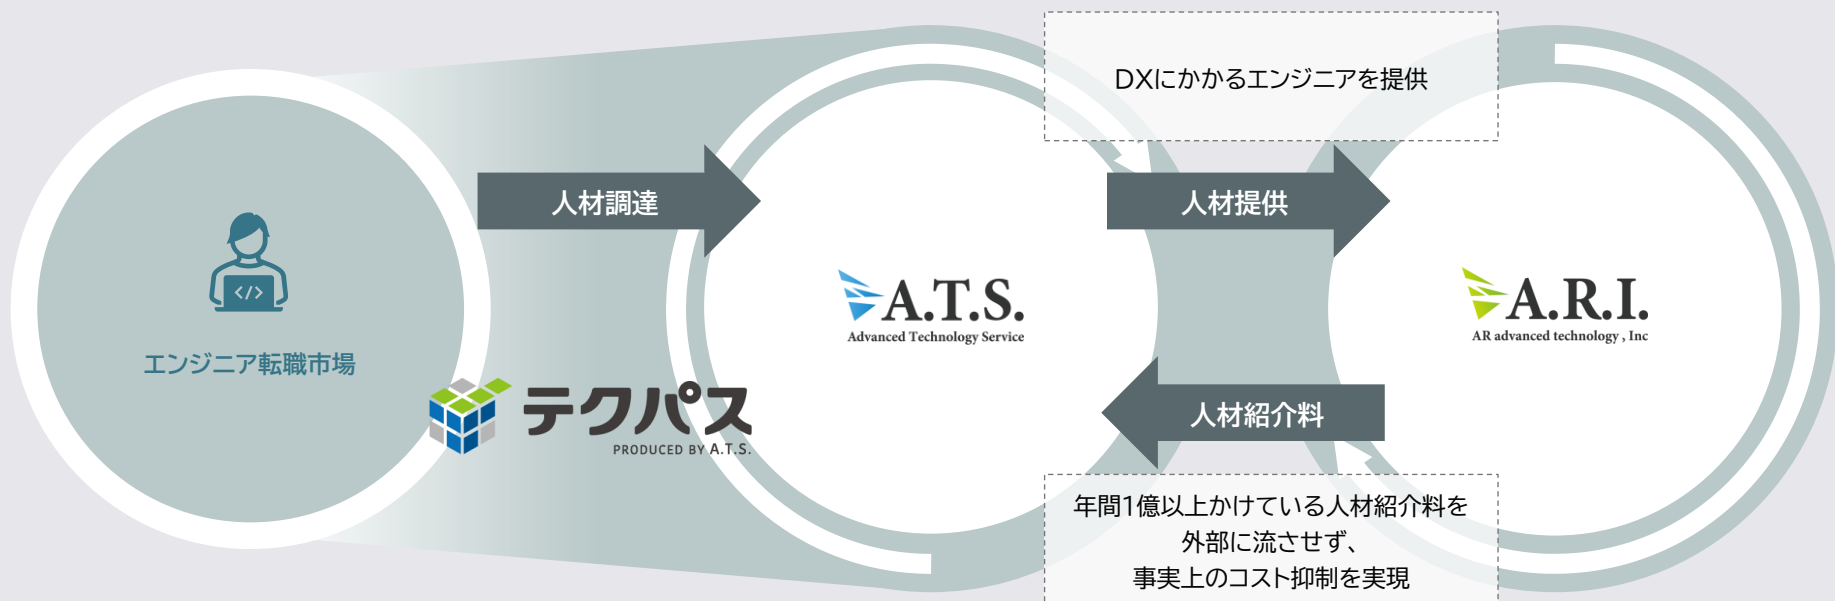 DXにかかるエンジニアを提供
人材調達
人材提供
</>
A.T.S.
Advanced Technology Service
A.R.I.
AR advanced technology , Inc
エンジニア転職市場
テクパス
PRODUCED BY A.T.S.
人材紹介料
年間1億以上かけている人材紹介料を
外部に流させず、
事実上のコスト抑制を実現